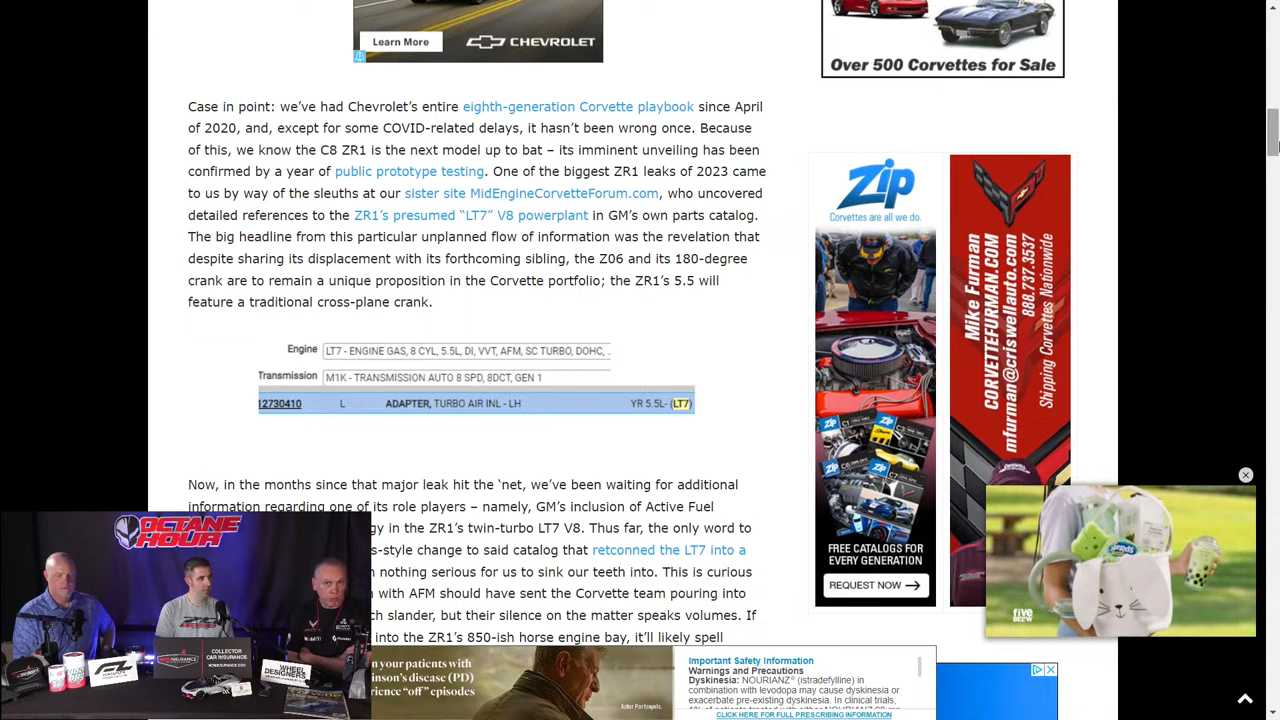 Learn More
CHEVROLET
Over 500 Corvettes for Sale
Case in point: we’ve had Chevrolet’s entire eighth-generation Corvette playbook since April
of 2020, and, except for some COVID-related delays, it hasn’t been wrong once. Because
of this, we know the C8 ZR1 is the next model up to bat – its imminent unveiling has been
confirmed by a year of public prototype testing. One of the biggest ZR1 leaks of 2023 came
to us by way of the sleuths at our sister site MidEngineCorvetteForum.com, who uncovered
detailed references to the ZR1’s presumed “LT7” V8 powerplant in GM’s own parts catalog.
The big headline from this particular unplanned flow of information was the revelation that
despite sharing its displacement with its forthcoming sibling, the Z06 and its 180-degree
crank are to remain a unique proposition in the Corvette portfolio; the ZR1’s 5.5 will
feature a traditional cross-plane crank.
Engine LT7 - ENGINE GAS, 8 CYL, 5.5L, DI, VVT, AFM, SC TURBO, DOHC, ..
Transmission M1K - TRANSMISSION AUTO 8 SPD, 8DCT, GEN 1
12730410 L ADAPTER, TURBO AIR INL - LH YR 5.5L- (LT7)
Now, in the months since that major leak hit the ‘net, we’ve been waiting for additional
information regarding one of its role players – namely, GM’s inclusion of Active Fuel
gy in the ZR1’s twin-turbo LT7 V8. Thus far, the only word to
s-style change to said catalog that retconned the LT7 into a
nothing serious for us to sink our teeth into. This is curious
with AFM should have sent the Corvette team pouring into
ch slander, but their silence on the matter speaks volumes. If
into the ZR1’s 850-ish horse engine bay, it’ll likely spell
Zip
Corvettes are all we do.
C1
C3
C6
C7
FREE CATALOGS FOR
EVERY GENERATION
REQUEST NOW
Mike Furman
CORVETTEFURMAN.COM
mfurman@criswellauto.com
888.737.3537
Shipping Corvettes Nationwide
five
BELOW
OCTANE
HOUR
COLLECTOR
CAR INSURANCE
WHEEL
DESIGNERS
n your patients with
inson’s disease (PD)
rience “off” episodes
Actor Portrayals.
Important Safety Information
Warnings and Precautions
Dyskinesia: NOURIANZ® (istradefylline) in
combination with levodopa may cause dyskinesia or
exacerbate pre-existing dyskinesia. In clinical trials,
CLICK HERE FOR FULL PRESCRIBING INFORMATION